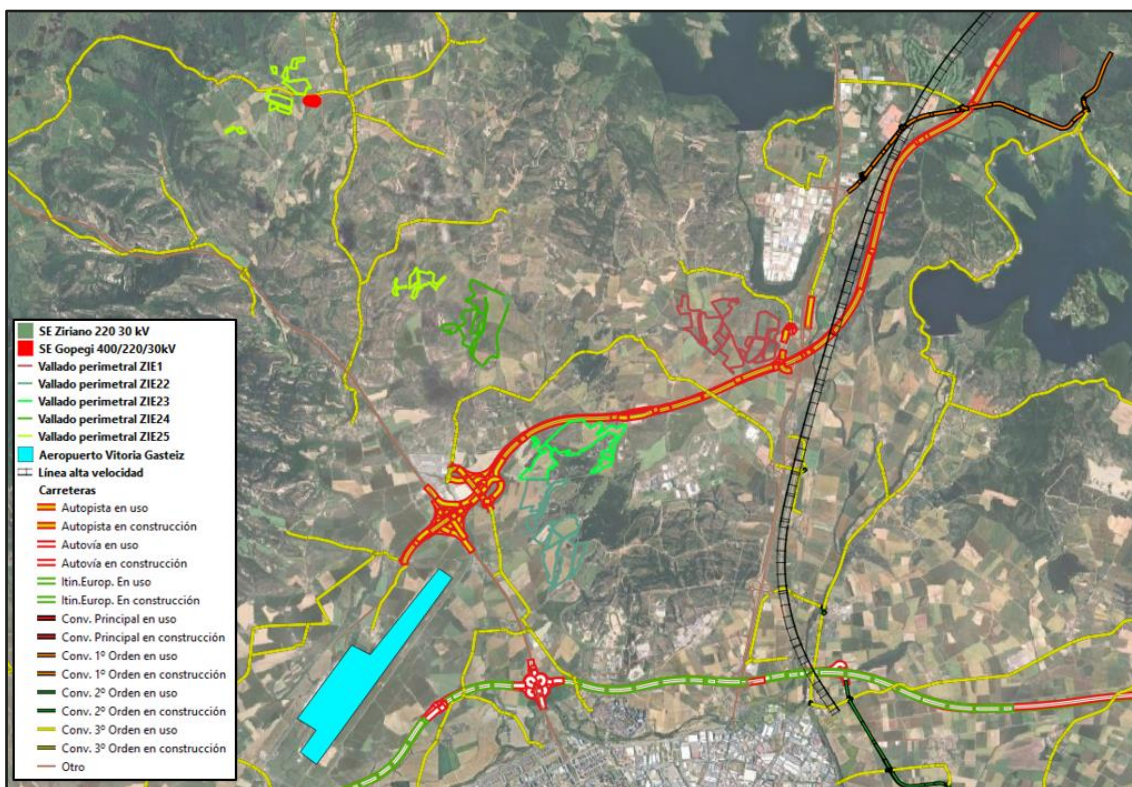 SE Ziriano 220 30 kV
SE Gopegi 400/220/30kV
Vallado perimetral ZIE1
Vallado perimetral ZIE22
Vallado perimetral ZIE23
Vallado perimetral ZIE24
Vallado perimetral ZIE25
Aeropuerto Vitoria Gasteiz
Línea alta velocidad
Carreteras
Autopista en uso
Autopista en construcción
Autovía en uso
Autovía en construcción
Itin.Europ. En uso
Itin.Europ. En construcción
Conv. Principal en uso
Conv. Principal en construcción
Conv. 1º Orden en uso
Conv. 1º Orden en construcción
Conv. 2º Orden en uso
Conv. 2º Orden en construcción
Conv. 3º Orden en uso
Conv. 3º Orden en construcción
Otro